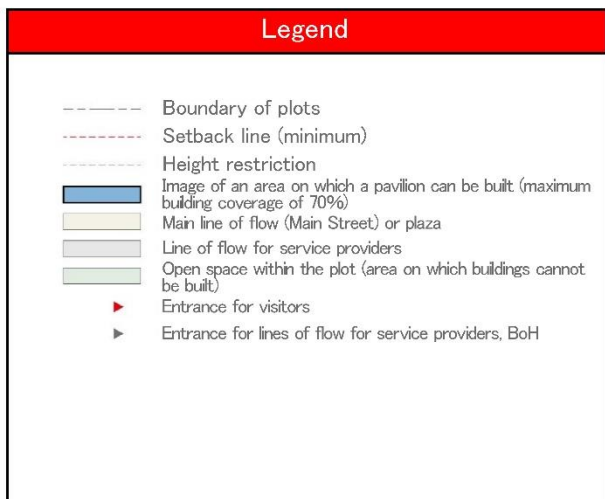 Legend
Boundary of plots
Setback line (minimum)
Height restriction
Image of an area on which a pavilion can be built (maximum
building coverage of 70%)
Main line of flow (Main Street) or plaza
Line of flow for service providers
Open space within the plot (area on which buildings cannot
be built)
Entrance for visitors
Entrance for lines of flow for service providers, BoH